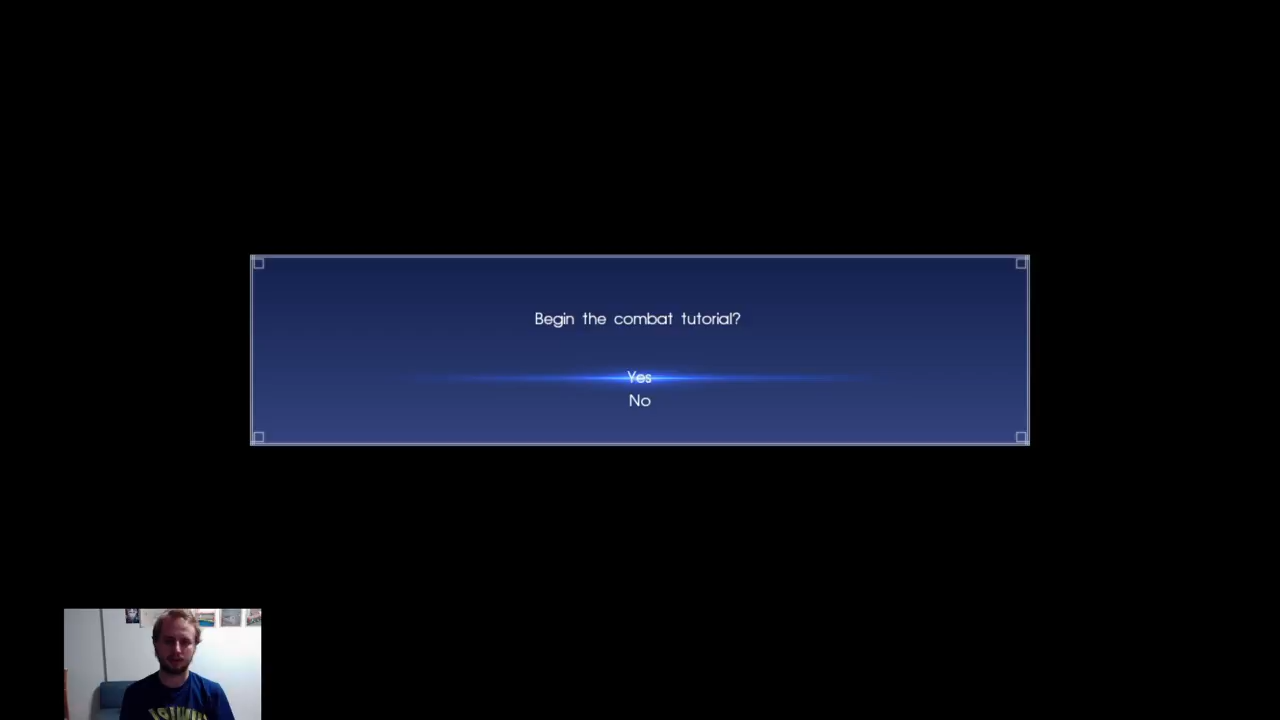 Begin the combat tutorial?
Yes
No